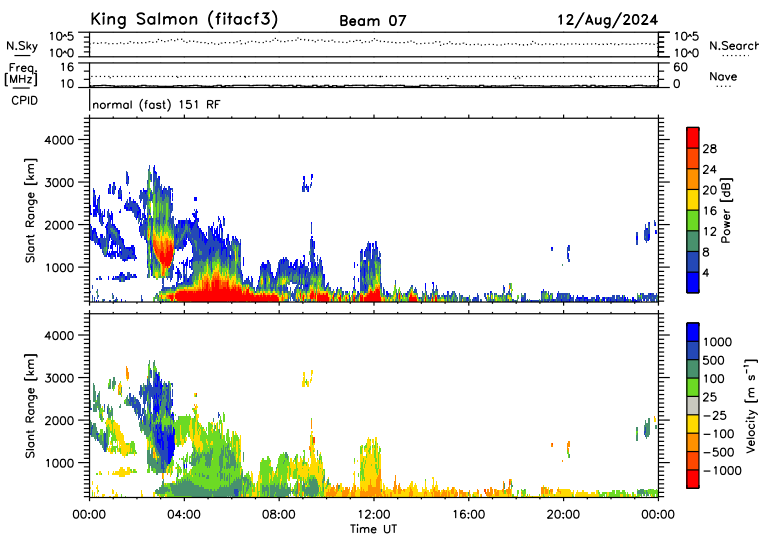 King Salmon (fitacf3) Beam 07 12/Aug/2024
N.Sky 10^5 10^0 10^5 10^0 N.Search
Freq. [MHz] 16 10 60 0 Nave
CPID normal (fast) 151 RF
Slant Range [km] 4000 3000 2000 1000
28 24 20 16 12 8 4 Power [dB]
Slant Range [km] 4000 3000 2000 1000
1000 500 100 25 −25 −100 −500 −1000 Velocity [m s⁻¹]
00:00 04:00 08:00 12:00 16:00 20:00 00:00
Time UT